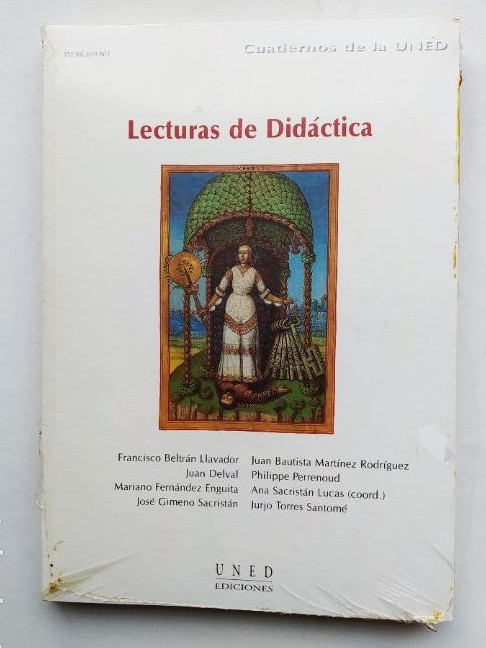 Cuadernos de la UNED
Lecturas de Didáctica
VIRTUS
Francisco Beltrán Llavador
Juan Delval
Mariano Fernández Enguita
José Gimeno Sacristán
Juan Bautista Martínez Rodríguez
Philippe Perrenoud
Ana Sacristán Lucas (coord.)
Jurjo Torres Santomé
UNED
EDICIONES